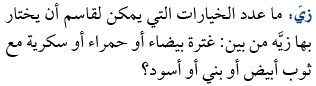 زيّ: ما عدد الخيارات التي يمكن لقاسم أن يختار
بها زيَّه من بين: غترة بيضاء أو حمراء أو سكرية مع
ثوب أبيض أو بني أو أسود؟